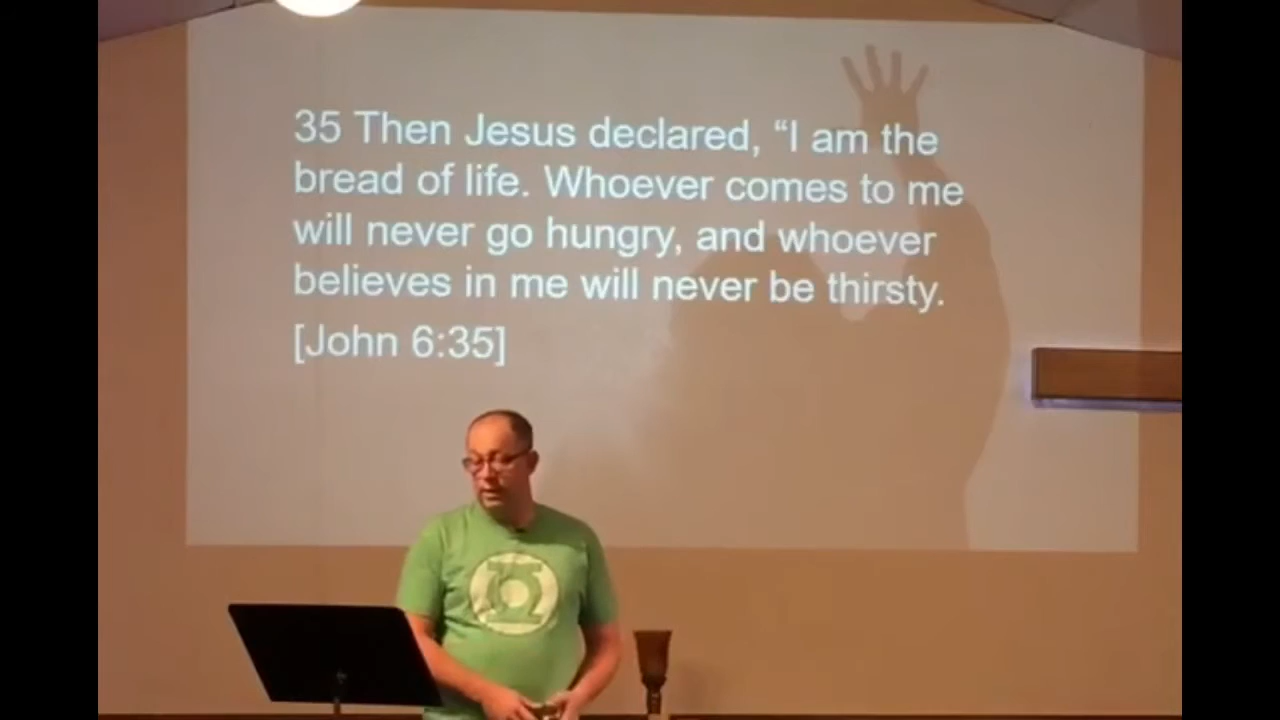 35 Then Jesus declared, “I am the
bread of life. Whoever comes to me
will never go hungry, and whoever
believes in me will never be thirsty.
[John 6:35]